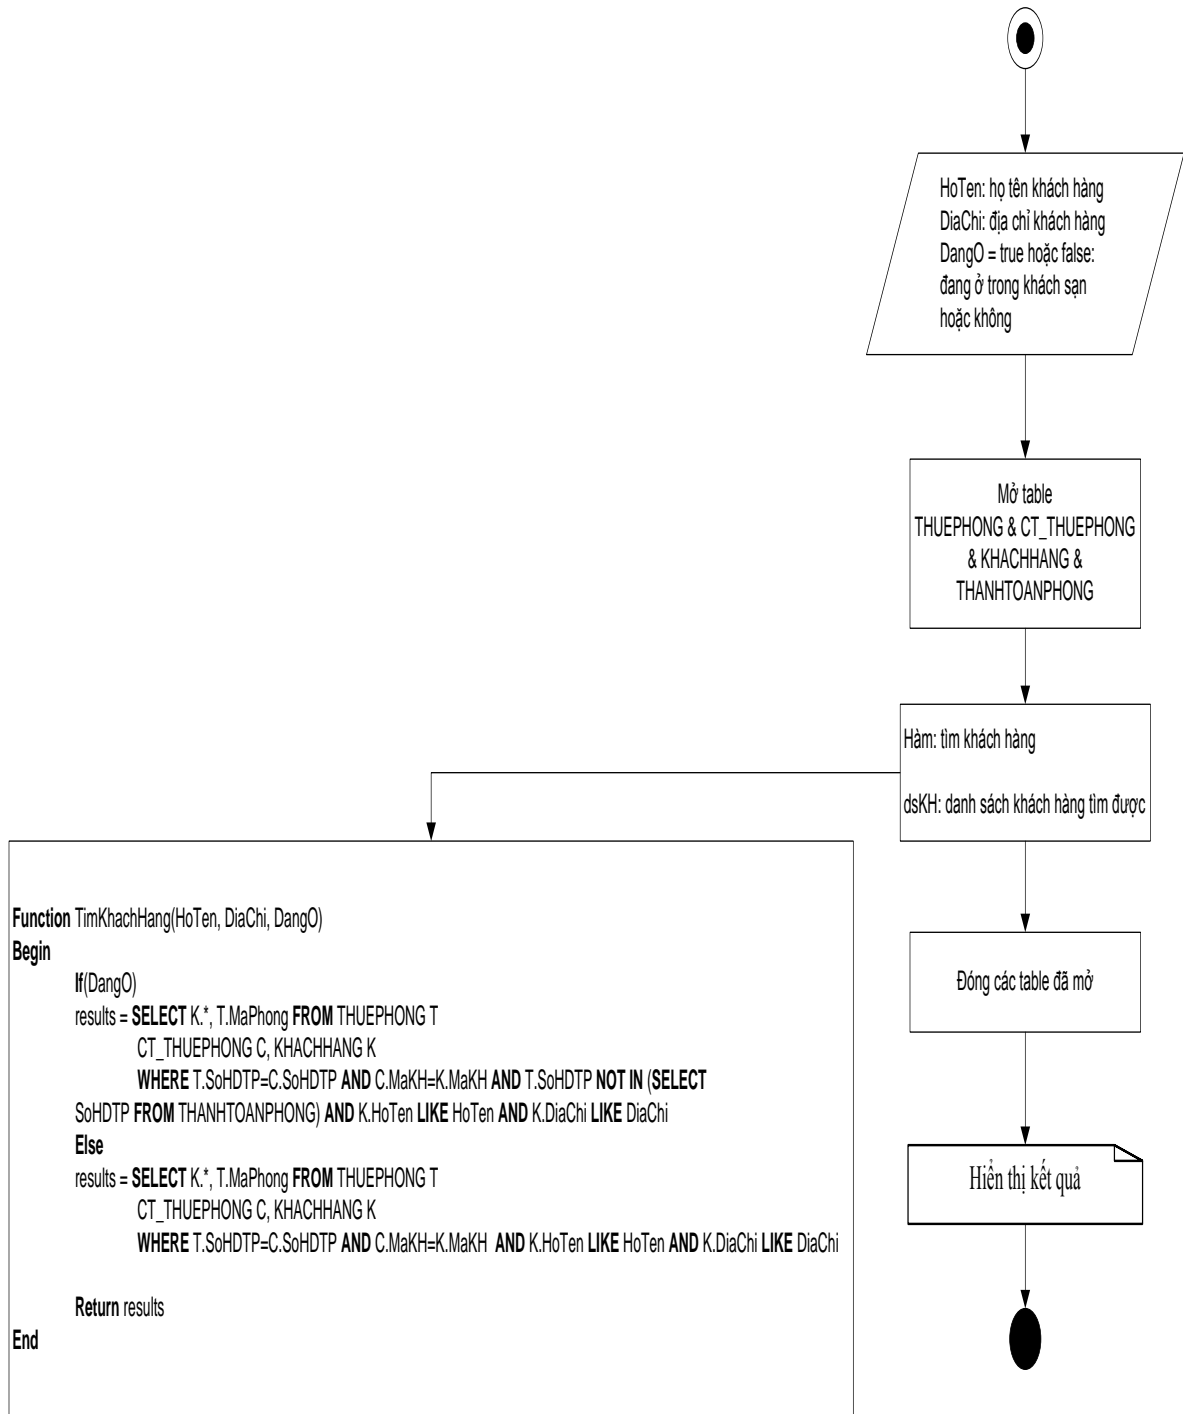 HoTen: họ tên khách hàng
DiaChi: địa chỉ khách hàng
DangO = true hoặc false:
đang ở trong khách sạn
hoặc không
Mở table
THUEPHONG & CT_THUEPHONG
& KHACHHANG &
THANHTOANPHONG
Hàm: tìm khách hàng
dsKH: danh sách khách hàng tìm được
Function TimKhachHang(HoTen, DiaChi, DangO)
Begin
If(DangO)
results = SELECT K.*, T.MaPhong FROM THUEPHONG T
CT_THUEPHONG C, KHACHHANG K
WHERE T.SoHDTP=C.SoHDTP AND C.MaKH=K.MaKH AND T.SoHDTP NOT IN (SELECT
SoHDTP FROM THANHTOANPHONG) AND K.HoTen LIKE HoTen AND K.DiaChi LIKE DiaChi
Else
results = SELECT K.*, T.MaPhong FROM THUEPHONG T
CT_THUEPHONG C, KHACHHANG K
WHERE T.SoHDTP=C.SoHDTP AND C.MaKH=K.MaKH AND K.HoTen LIKE HoTen AND K.DiaChi LIKE DiaChi
Return results
End
Đóng các table đã mở
Hiển thị kết quả